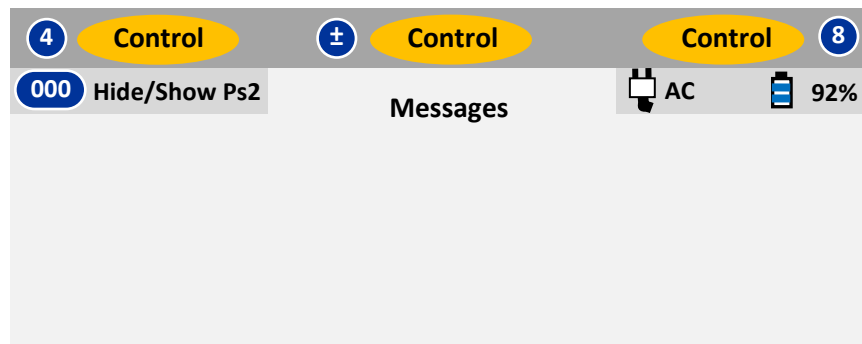 4 Control ± Control Control 8
000 Hide/Show Ps2 Messages AC 92%